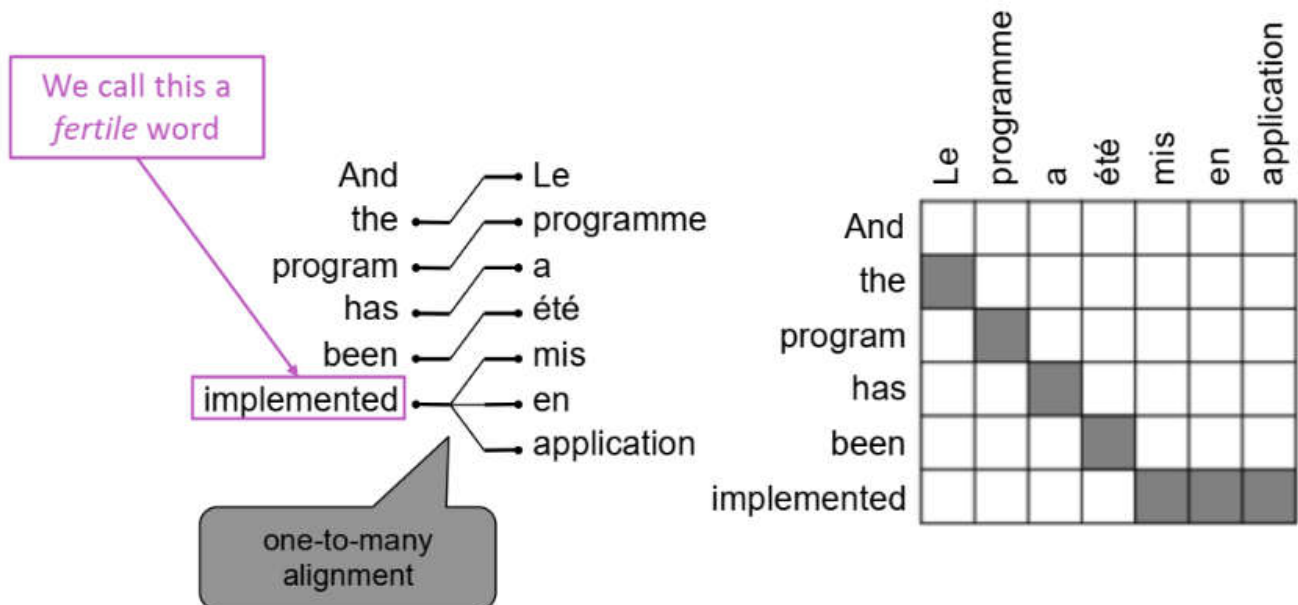 We call this a
fertile word
And
the
program
has
been
implemented
Le
programme
a
été
mis
en
application
one-to-many
alignment
Le
programme
a
été
mis
en
application
And
the
program
has
been
implemented